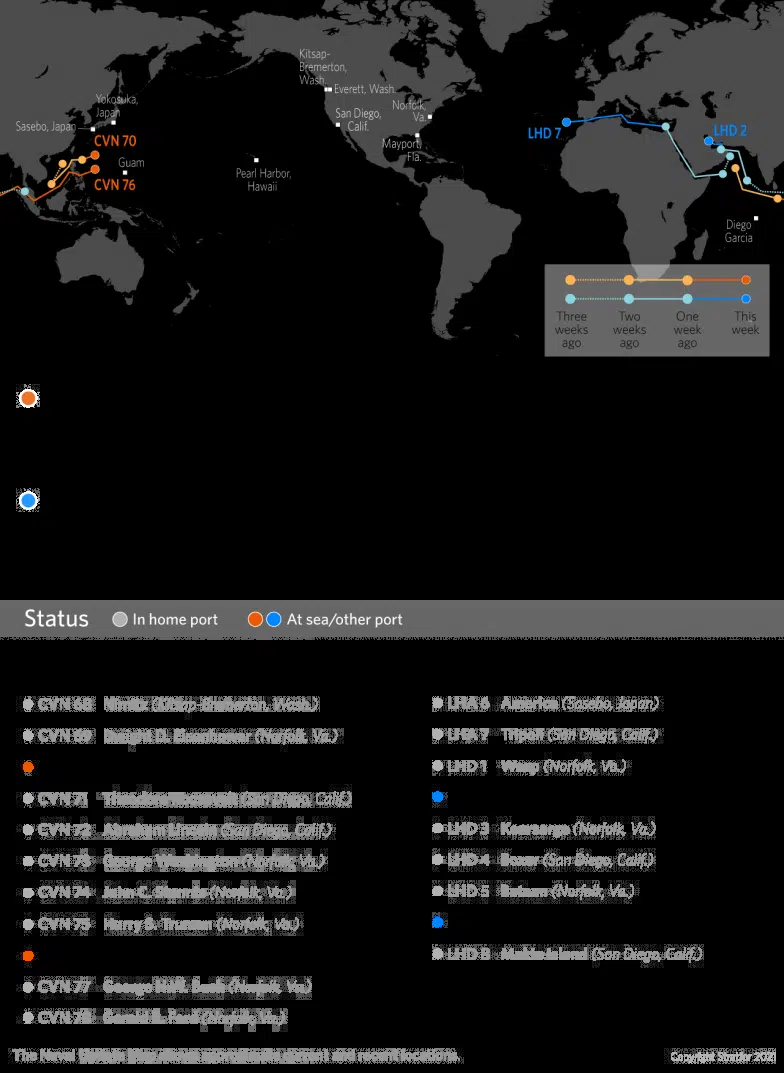 Kitsap-
Bremerton,
Wash.
Everett, Wash.
Yokosuka,
Japan
San Diego,
Calif.
Norfolk,
Va.
Sasebo, Japan
LHD 7
LHD 2
CVN 70
Mayport,
Fla.
Guam
Pearl Harbor,
Hawaii
CVN 76
Diego
Garcia
Three
weeks
ago
Two
weeks
ago
One
week
ago
This
week
Status In home port At sea/other port
CVN 68 Nimitz (Kitsap-Bremerton, Wash.)
CVN 69 Dwight D. Eisenhower (Norfolk, Va.)
CVN 71 Theodore Roosevelt (San Diego, Calif.)
CVN 72 Abraham Lincoln (San Diego, Calif.)
CVN 73 George Washington (Norfolk, Va.)
CVN 74 John C. Stennis (Norfolk, Va.)
CVN 75 Harry S. Truman (Norfolk, Va.)
CVN 77 George H.W. Bush (Norfolk, Va.)
CVN 78 Gerald R. Ford (Norfolk, Va.)
LHA 6 America (Sasebo, Japan)
LHA 7 Tripoli (San Diego, Calif.)
LHD 1 Wasp (Norfolk, Va.)
LHD 3 Kearsarge (Norfolk, Va.)
LHD 4 Boxer (San Diego, Calif.)
LHD 5 Bataan (Norfolk, Va.)
LHD 8 Makin Island (San Diego, Calif.)
The Naval Update Map shows approximate current and recent locations.
Copyright Stratfor 2021